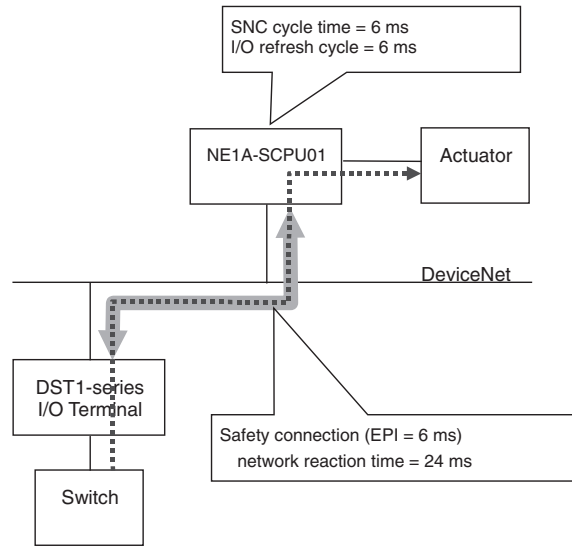 SNC cycle time = 6 ms
I/O refresh cycle = 6 ms
NE1A-SCPU01
Actuator
DeviceNet
DST1-series
I/O Terminal
Safety connection (EPI = 6 ms)
network reaction time = 24 ms
Switch